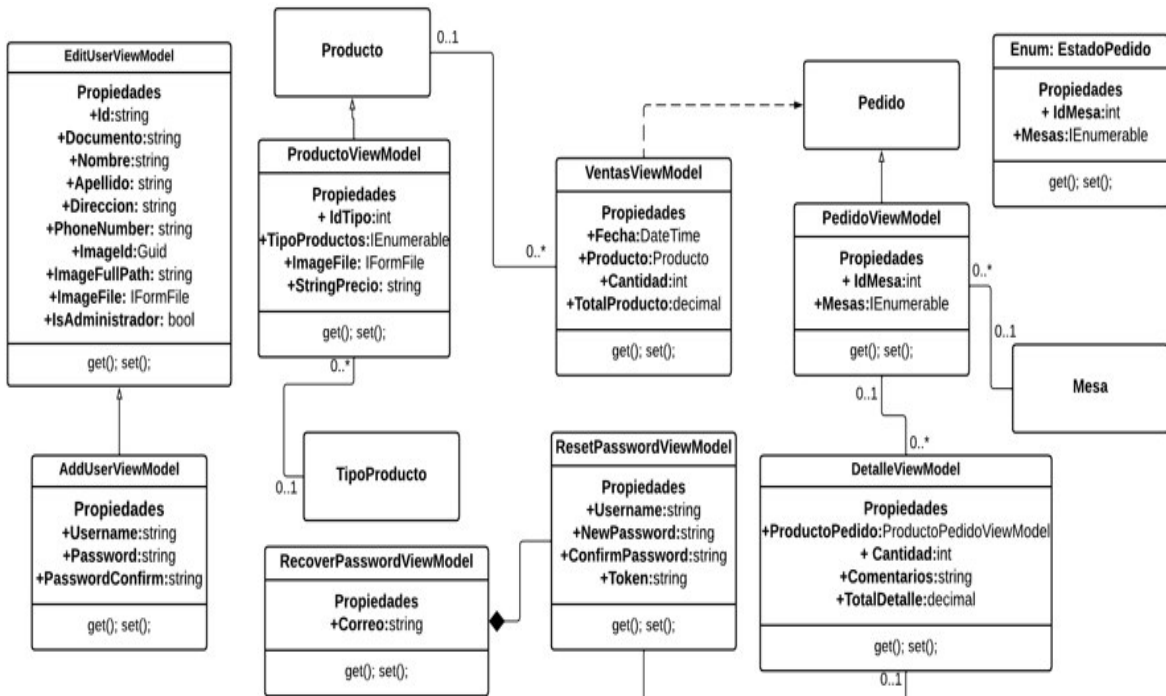 EditUserViewModel
Propiedades
+Id:string
+Documento:string
+Nombre:string
+Apellido: string
+Direccion: string
+PhoneNumber: string
+ImageId:Guid
+ImageFullPath: string
+ImageFile: IFormFile
+IsAdministrador: bool
get(); set();
AddUserViewModel
Propiedades
+Username:string
+Password:string
+PasswordConfirm:string
get(); set();
Producto
0..1
0..*
ProductoViewModel
Propiedades
+ IdTipo:int
+TipoProductos:IEnumerable
+ImageFile: IFormFile
+StringPrecio: string
get(); set();
0..*
0..1
TipoProducto
RecoverPasswordViewModel
Propiedades
+Correo:string
get(); set();
VentasViewModel
Propiedades
+Fecha:DateTime
+Producto:Producto
+Cantidad:int
+TotalProducto:decimal
get(); set();
ResetPasswordViewModel
Propiedades
+Username:string
+NewPassword:string
+ConfirmPassword:string
+Token:string
get(); set();
Pedido
PedidoViewModel
Propiedades
+ IdMesa:int
+Mesas:IEnumerable
get(); set();
0..*
0..1
Mesa
0..1
0..*
DetalleViewModel
Propiedades
+ProductoPedido:ProductoPedidoViewModel
+ Cantidad:int
+Comentarios:string
+TotalDetalle:decimal
get(); set();
0..1
Enum: EstadoPedido
Propiedades
+ IdMesa:int
+Mesas:IEnumerable
get(); set();